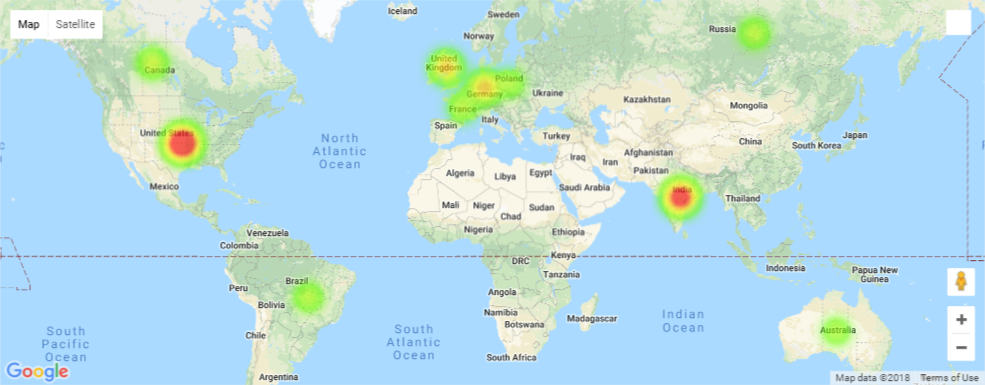 Map Satellite
Iceland
Sweden
Norway
Russia
Canada
United
Kingdom
Poland
Germany
Ukraine
France
Kazakhstan
Mongolia
Italy
Spain
United States
North
Atlantic
Ocean
Turkey
China
Japan
South Korea
Iraq
Iran
Afghanistan
Pakistan
Algeria
Libya
Egypt
Saudi Arabia
India
Mexico
Thailand
Mali
Niger
Chad
Sudan
Nigeria
Ethiopia
Venezuela
Colombia
DRC
Kenya
Indonesia
Papua New
Guinea
Tanzania
Brazil
Peru
Bolivia
Angola
Namibia
Botswana
Madagascar
Indian
Ocean
South
Pacific
Ocean
South
Atlantic
Ocean
Australia
Chile
South Africa
Argentina
Google
Map data ©2018 Terms of Use